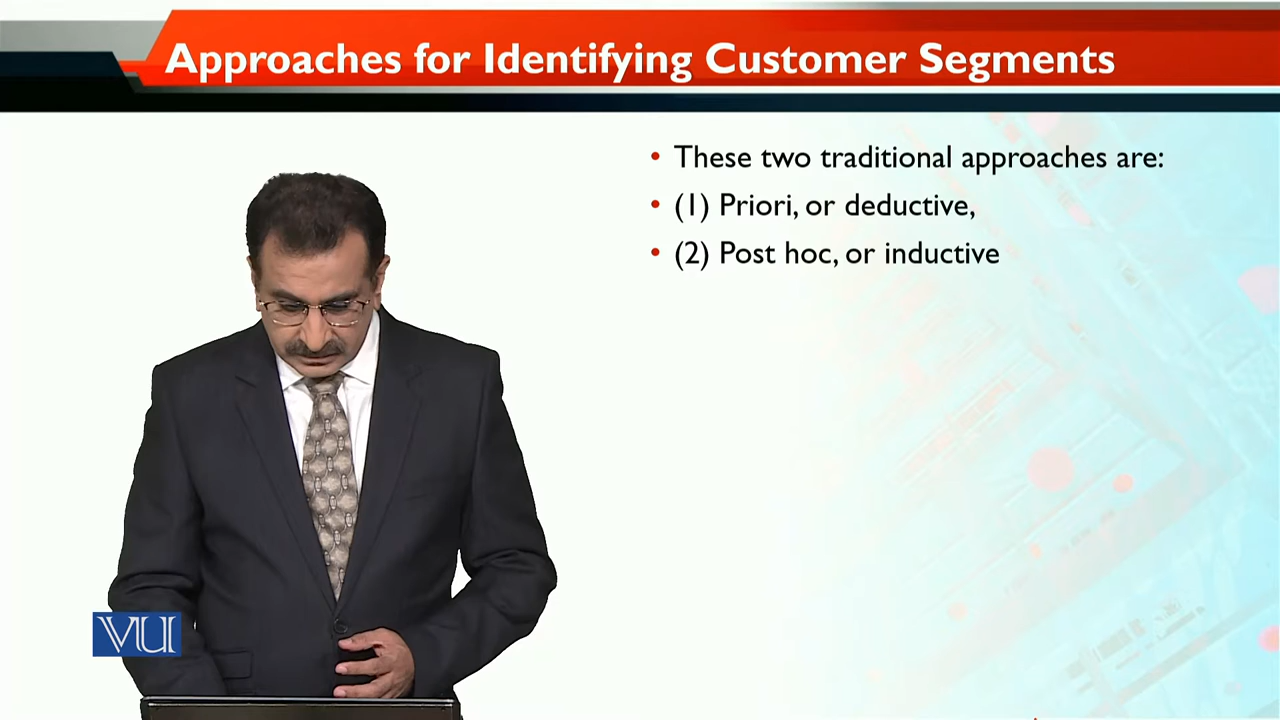 Approaches for Identifying Customer Segments
• These two traditional approaches are:
• (1) Priori, or deductive,
• (2) Post hoc, or inductive
VU